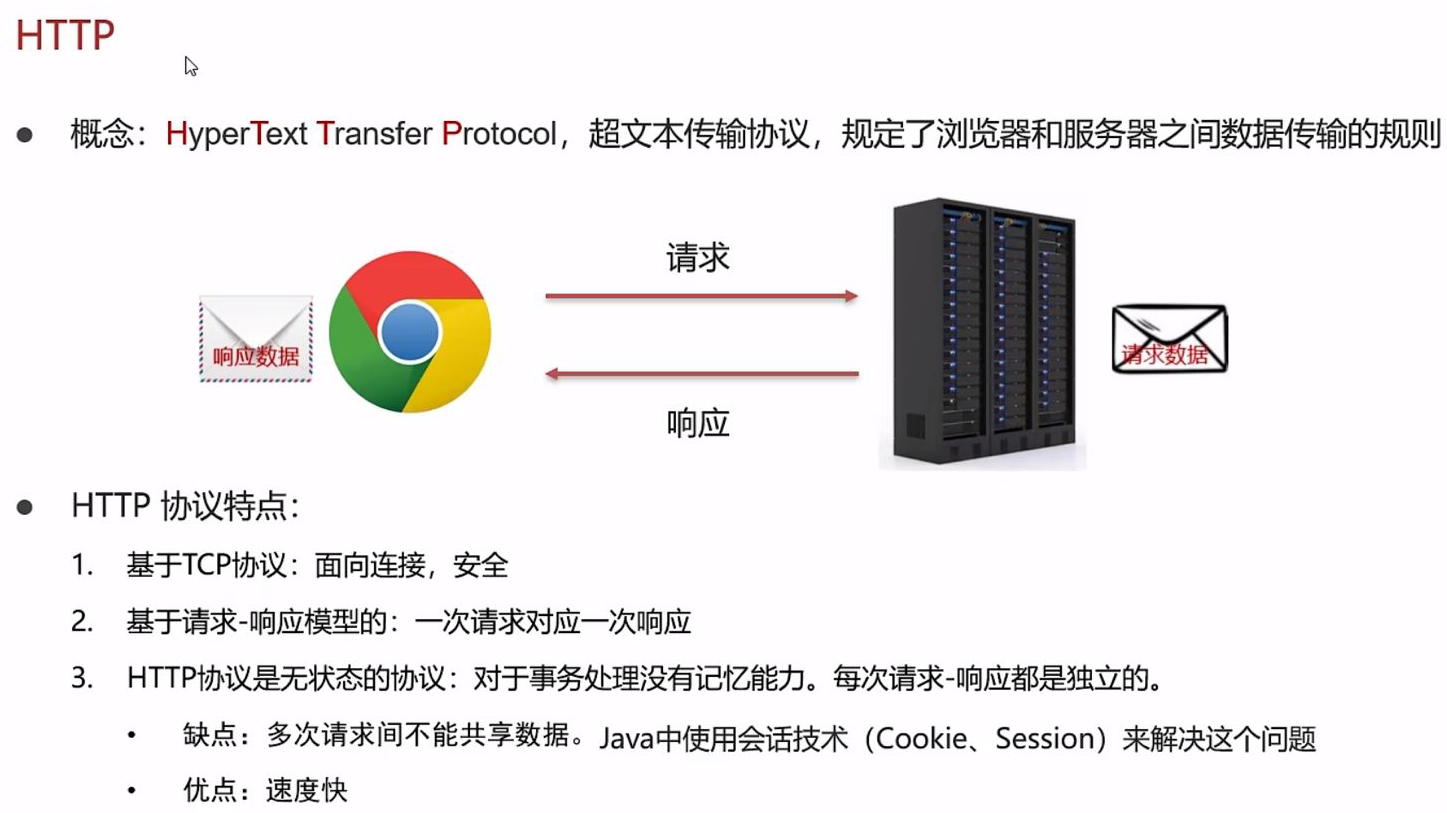 HTTP
● 概念：HyperText Transfer Protocol，超文本传输协议，规定了浏览器和服务器之间数据传输的规则
请求
响应数据
请求数据
响应
● HTTP 协议特点：
1. 基于TCP协议：面向连接，安全
2. 基于请求-响应模型的：一次请求对应一次响应
3. HTTP协议是无状态的协议：对于事务处理没有记忆能力。每次请求-响应都是独立的。
• 缺点：多次请求间不能共享数据。Java中使用会话技术（Cookie、Session）来解决这个问题
• 优点：速度快